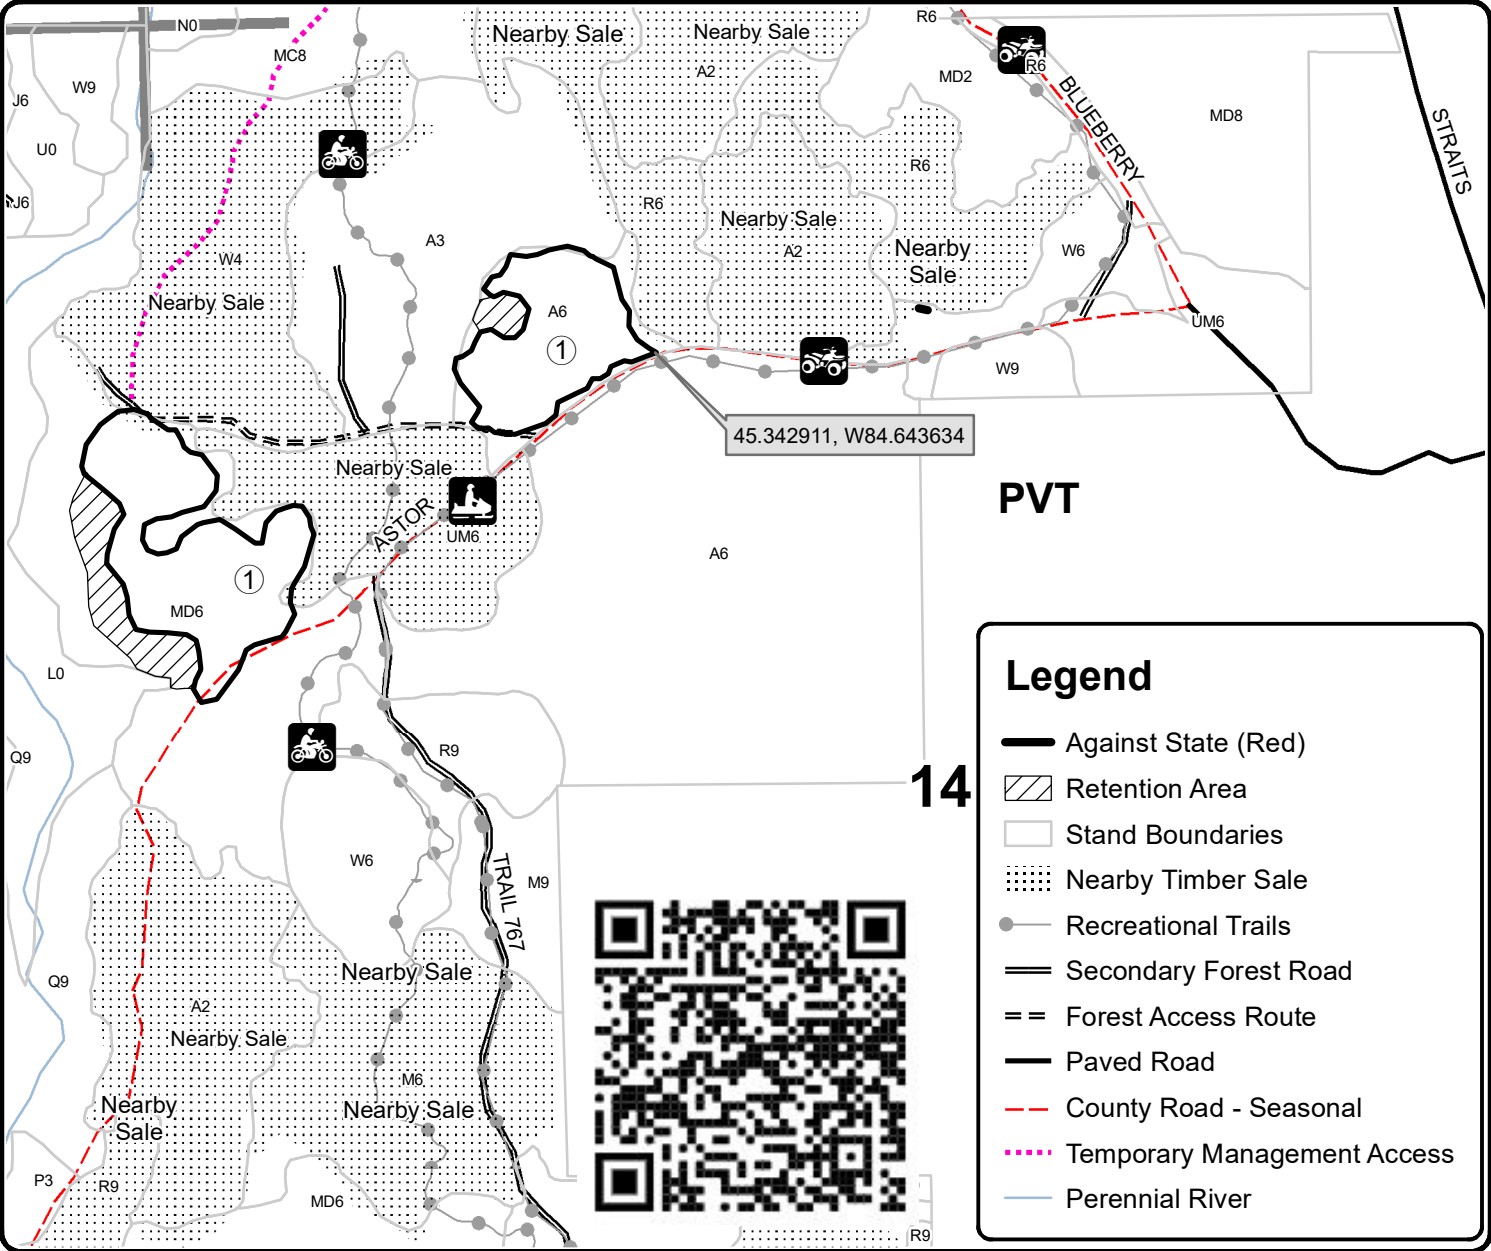 N0
R6
Nearby Sale
Nearby Sale
MC8
R6
A2
MD2
W9
J6
BLUEBERRY
MD8
STRAITS
U0
R6
J6
R6
Nearby Sale
A3
A2
Nearby
Sale
W6
W4
Nearby Sale
A6
1
UM6
W9
45.342911, W84.643634
Nearby Sale
PVT
ASTOR
UM6
A6
1
MD6
L0
Q9
R9
14
W6
TRAIL 767
M9
Nearby Sale
Q9
A2
Nearby Sale
M6
Nearby Sale
Nearby
Sale
P3
R9
MD6
R9
Legend
Against State (Red)
Retention Area
Stand Boundaries
Nearby Timber Sale
Recreational Trails
Secondary Forest Road
Forest Access Route
Paved Road
County Road - Seasonal
Temporary Management Access
Perennial River